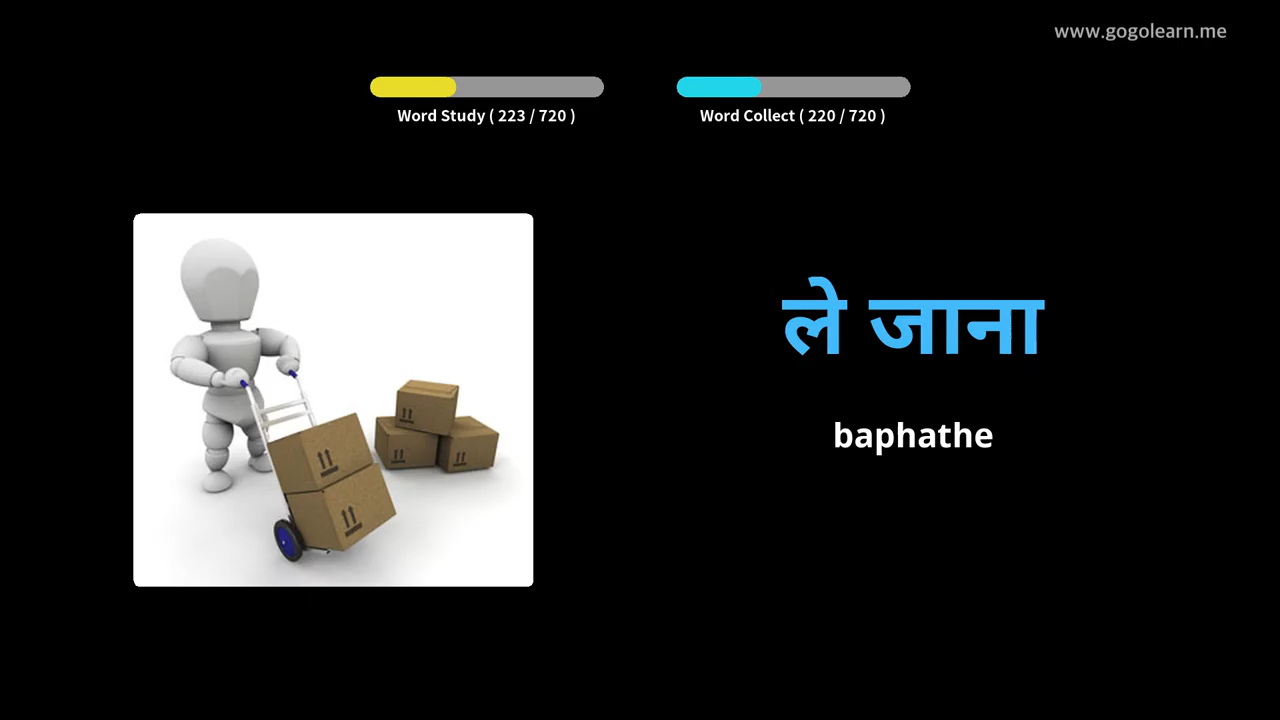 www.gogolearn.me
Word Study ( 223 / 720 )
Word Collect ( 220 / 720 )
ले जाना
baphathe